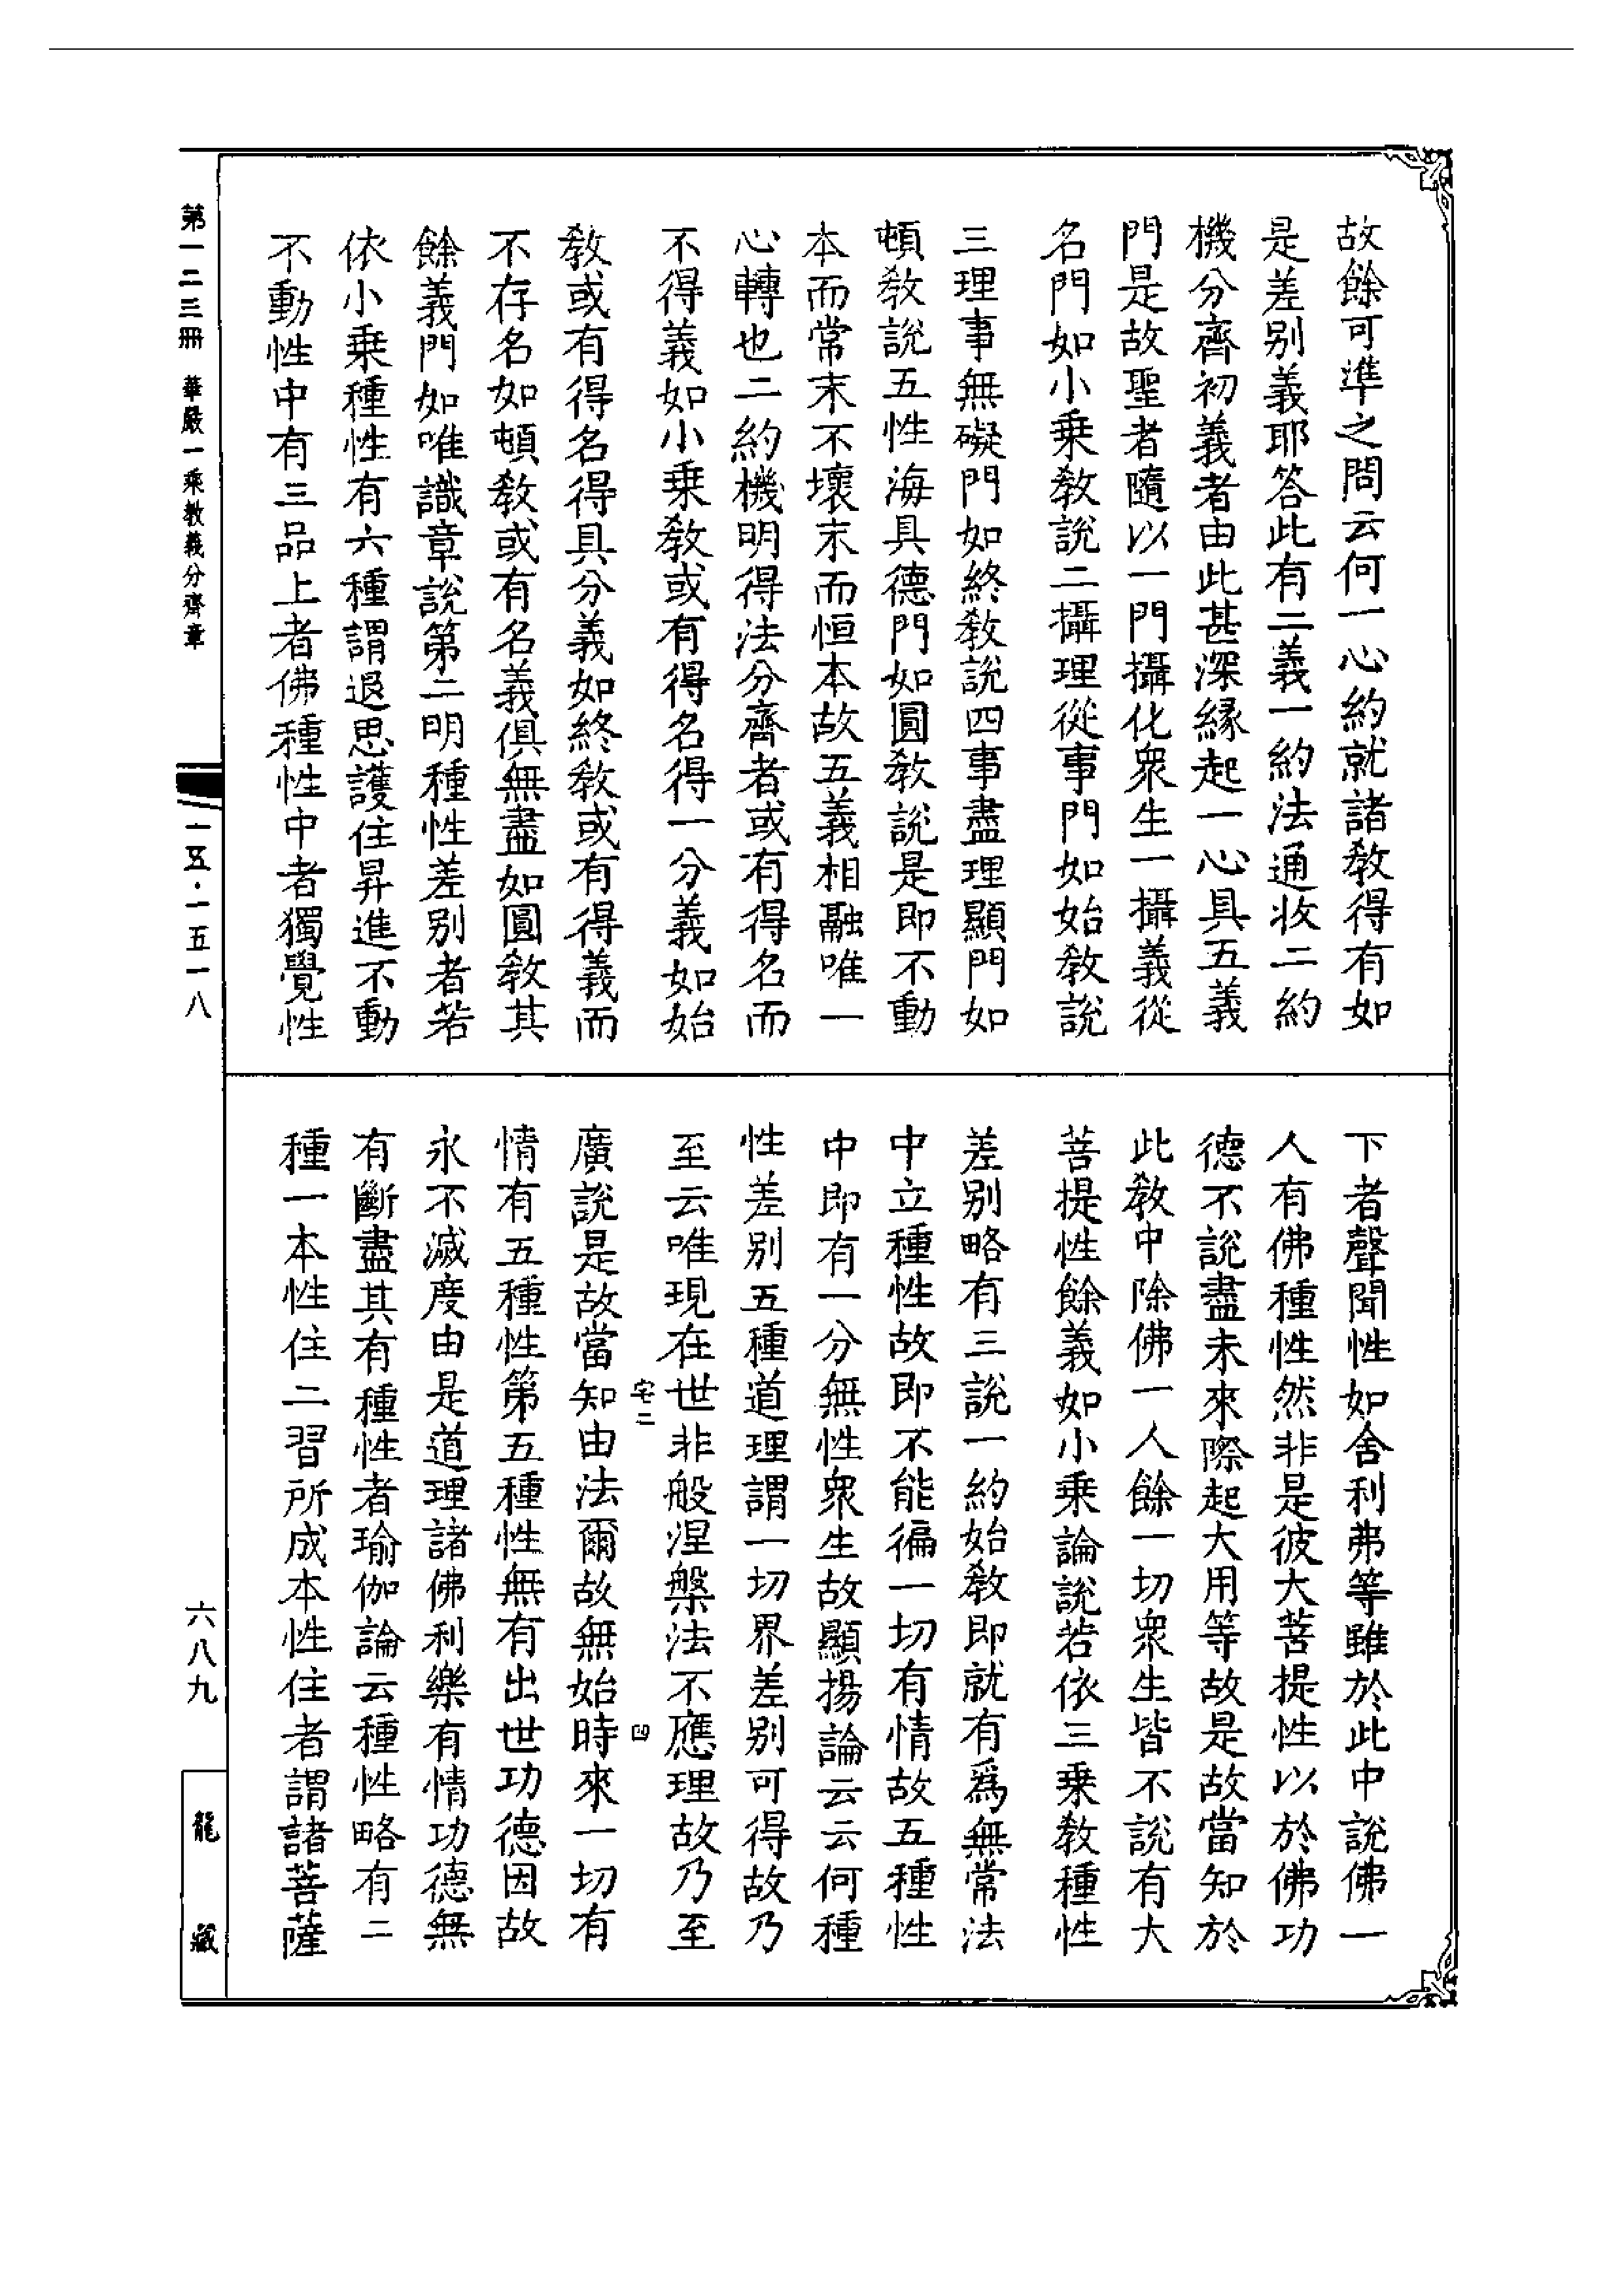 故餘可準之問云何一心約就諸教得有如
是差別義耶答此有二義一約法通收二約
機分齊初義者由此甚深緣起一心具五義
門是故聖者隨以一門攝化衆生一攝義從
名門如小乘教說二攝理從事門如始教說
三理事無礙門如終教說四事盡理顯門如
頓教說五性海具德門如圓教說是即不動
本而常末不壞末而恒本故五義相融唯一
心轉也二約機明得法分齊者或有得名而
不得義如小乘教或有得名得一分義如始
教或有得名得具分義如終教或有得義而
不存名如頓教或有名義俱無盡如圓教其
餘義門如唯識章說第二明種性差別者若
依小乘種性有六種謂退思護住昇進不動
不動性中有三品上者佛種性中者獨覺性
下者聲聞性如舍利弗等雖於此中說佛一
人有佛種性然非是彼大菩提性以於佛功
德不說盡未來際起大用等故是故當知於
此教中除佛一人餘一切衆生皆不說有大
菩提性餘義如小乘論說若依三乘教種性
差別略有三說一約始教即就有爲無常法
中立種性故即不能徧一切有情故五種性
中即有一分無性衆生故顯揚論云云何種
性差別五種道理謂一切界差別可得故乃
至云唯現在世非般涅槃法不應理故乃至
宅二
凶
廣說是故當知由法爾故無始時來一切有
情有五種性第五種性無有出世功德因故
永不滅度由是道理諸佛利樂有情功德無
有斷盡其有種性者瑜伽論云種性略有二
種一本性住二習所成本性住者謂諸菩薩
第一二三冊 華嚴一乘教義分齊章
一五·一五一八
六八九
龍藏